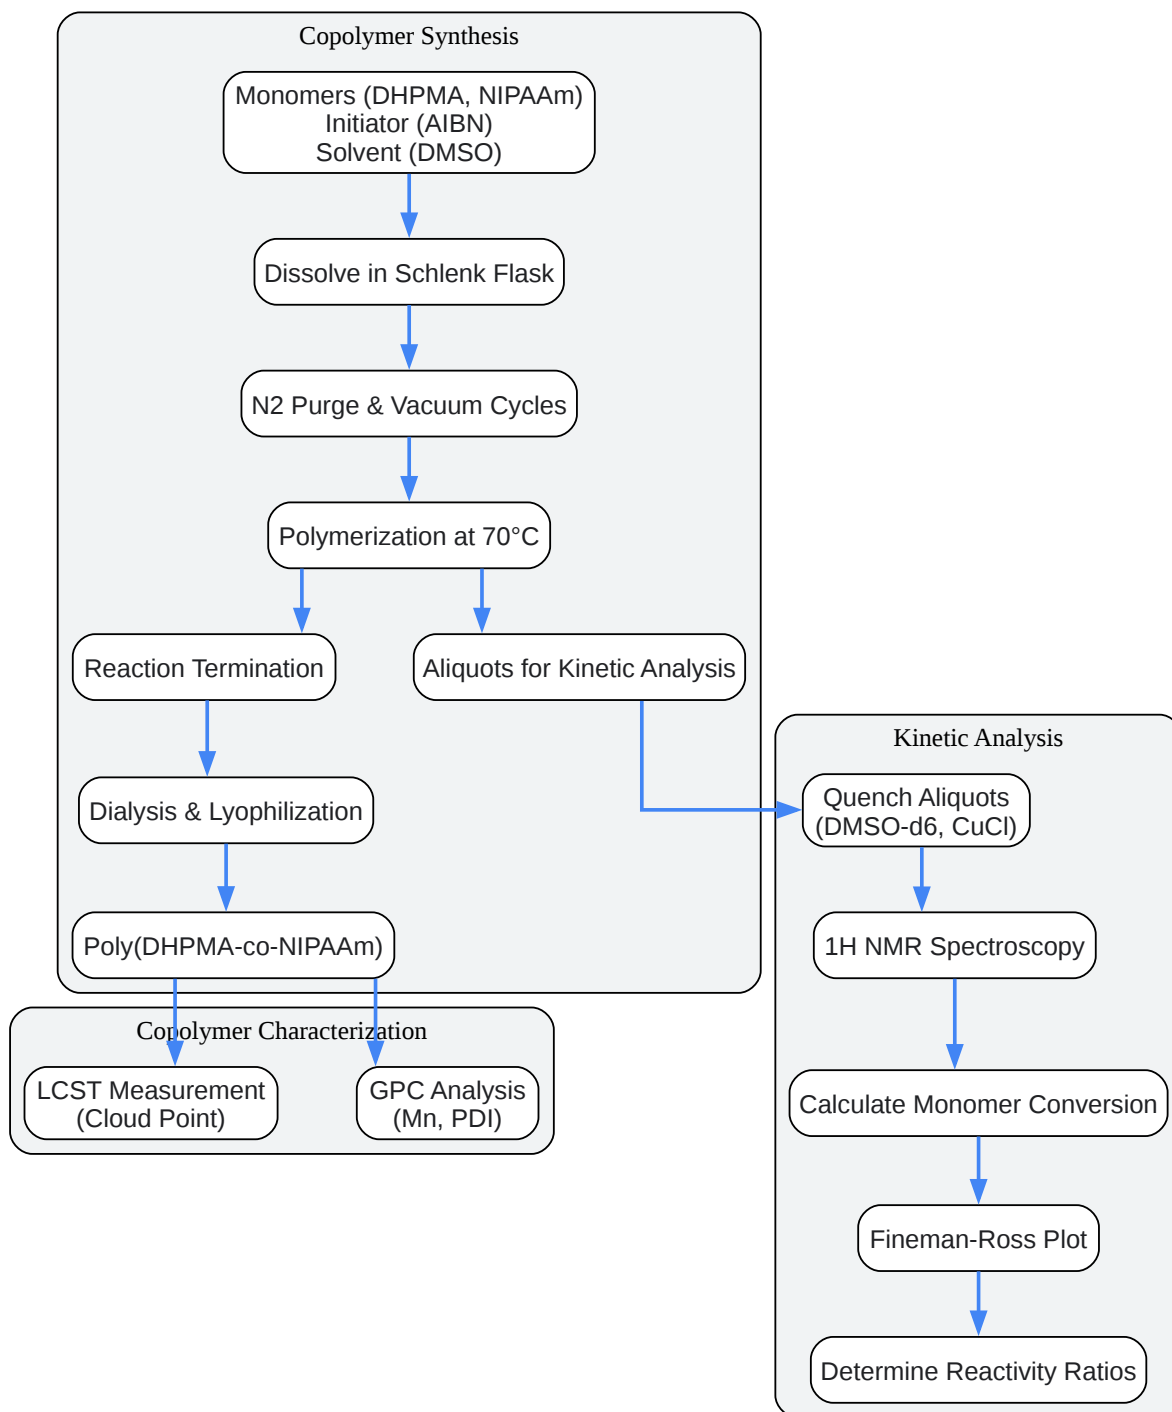 Copolymer Synthesis
Monomers (DHPMA, NIPAAm)
Initiator (AIBN)
Solvent (DMSO)
Dissolve in Schlenk Flask
N2 Purge & Vacuum Cycles
Polymerization at 70°C
Reaction Termination
Aliquots for Kinetic Analysis
Dialysis & Lyophilization
Poly(DHPMA-co-NIPAAm)
Copolymer Characterization
LCST Measurement
(Cloud Point)
GPC Analysis
(Mn, PDI)
Kinetic Analysis
Quench Aliquots
(DMSO-d6, CuCl)
1H NMR Spectroscopy
Calculate Monomer Conversion
Fineman-Ross Plot
Determine Reactivity Ratios